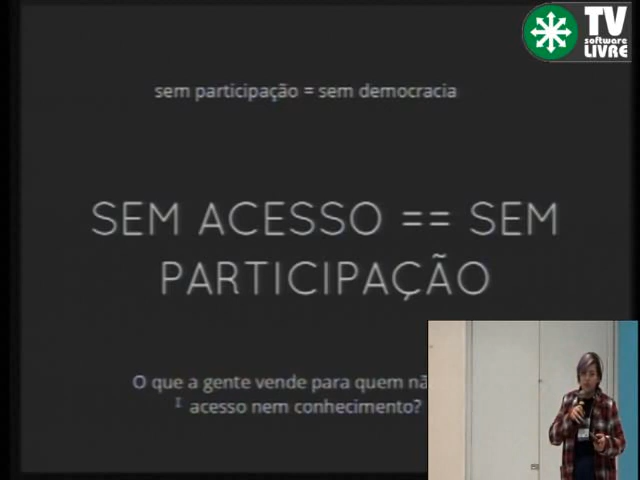 TV
software
LIVRE
sem participação = sem democracia
SEM ACESSO == SEM
PARTICIPAÇÃO
O que a gente vende para quem
acesso nem conhecimento?